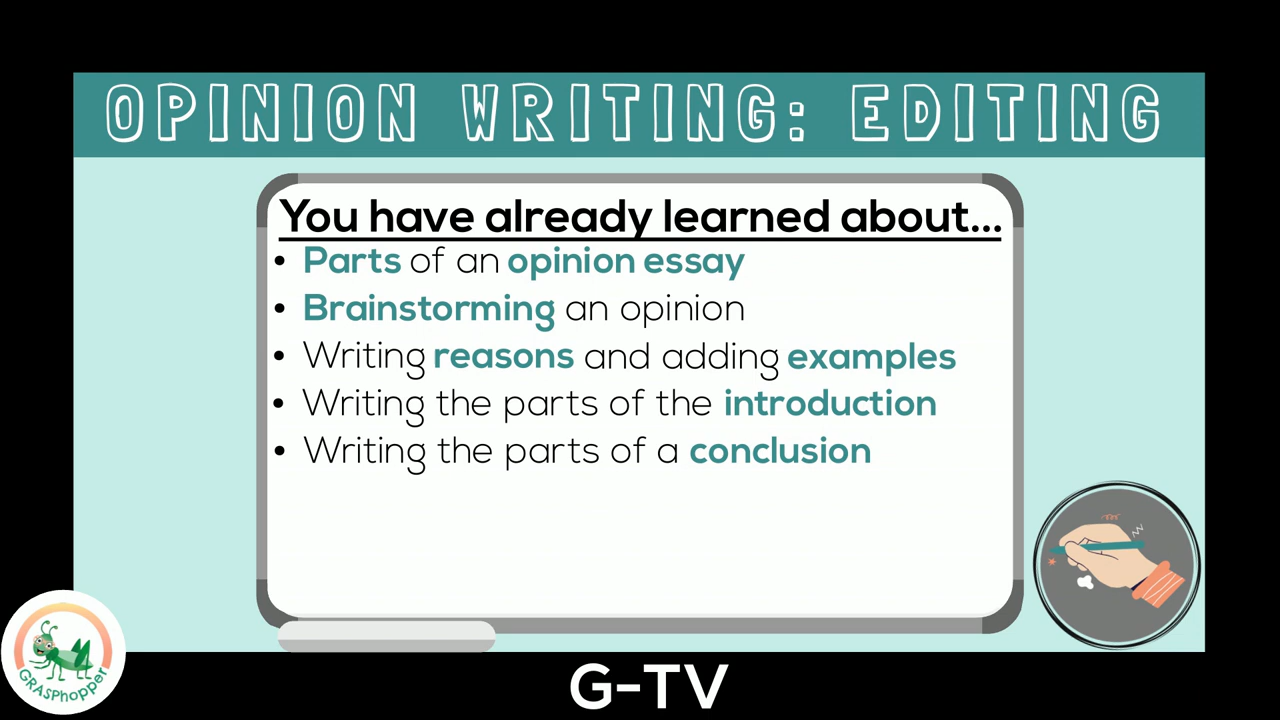 OPINION WRITING: EDITING
You have already learned about...
• Parts of an opinion essay
• Brainstorming an opinion
• Writing reasons and adding examples
• Writing the parts of the introduction
• Writing the parts of a conclusion
GRASPhopper
G-TV